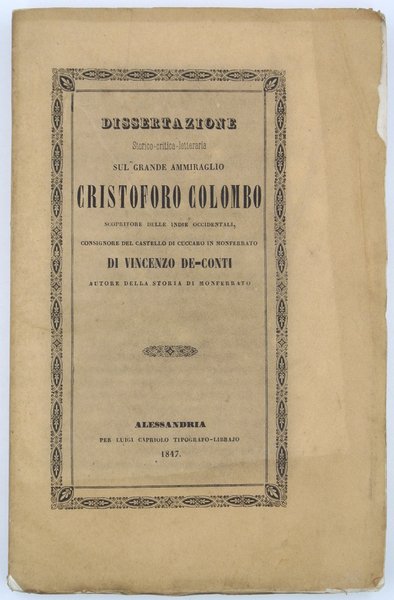 DISSERTAZIONE
Storico-critica-letteraria
SUL GRANDE AMMIRAGLIO
CRISTOFORO COLOMBO
SCOPRITORE DELLE INDIE OCCIDENTALI,
CONSIGNORE DEL CASTELLO DI CUCCARO IN MONFERRATO
DI VINCENZO DE-CONTI
AUTORE DELLA STORIA DI MONFERRATO
ALESSANDRIA
PER LUIGI CAPRIOLO TIPOGRAFO-LIBRAJO
1847.